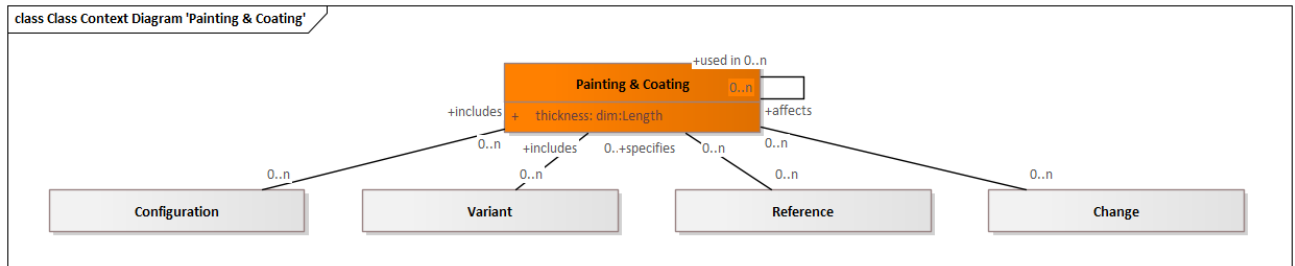 class Class Context Diagram 'Painting & Coating'
+used in 0..n
Painting & Coating
0..n
+includes
+ thickness: dim:Length
+affects
0..n
+includes
0..+specifies
0..n
0..n
0..n
0..n
0..n
0..n
Configuration
Variant
Reference
Change